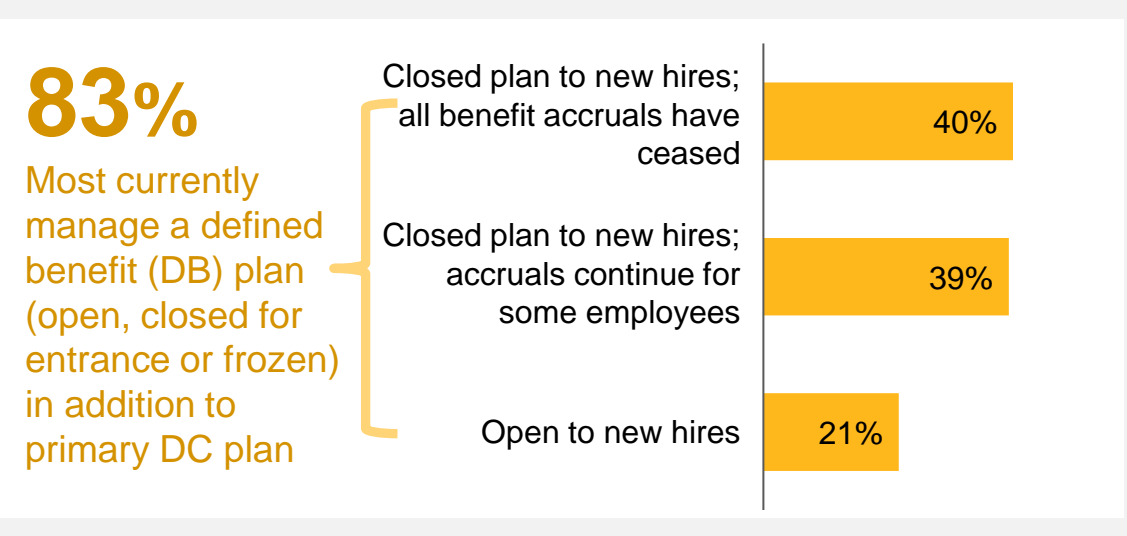 83%
Most currently
manage a defined
benefit (DB) plan
(open, closed for
entrance or frozen)
in addition to
primary DC plan
Closed plan to new hires;
all benefit accruals have
ceased
40%
Closed plan to new hires;
accruals continue for
some employees
39%
Open to new hires
21%